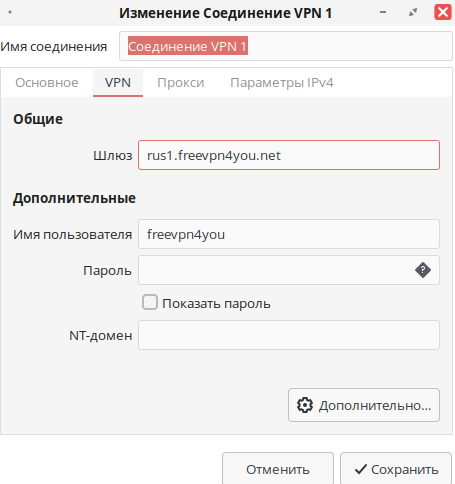 Изменение Соединение VPN 1
Имя соединения Соединение VPN 1
Основное VPN Прокси Параметры IPv4
Общие
Шлюз rus1.freevpn4you.net
Дополнительные
Имя пользователя freevpn4you
Пароль
Показать пароль
NT-домен
Дополнительно...
Отменить Сохранить